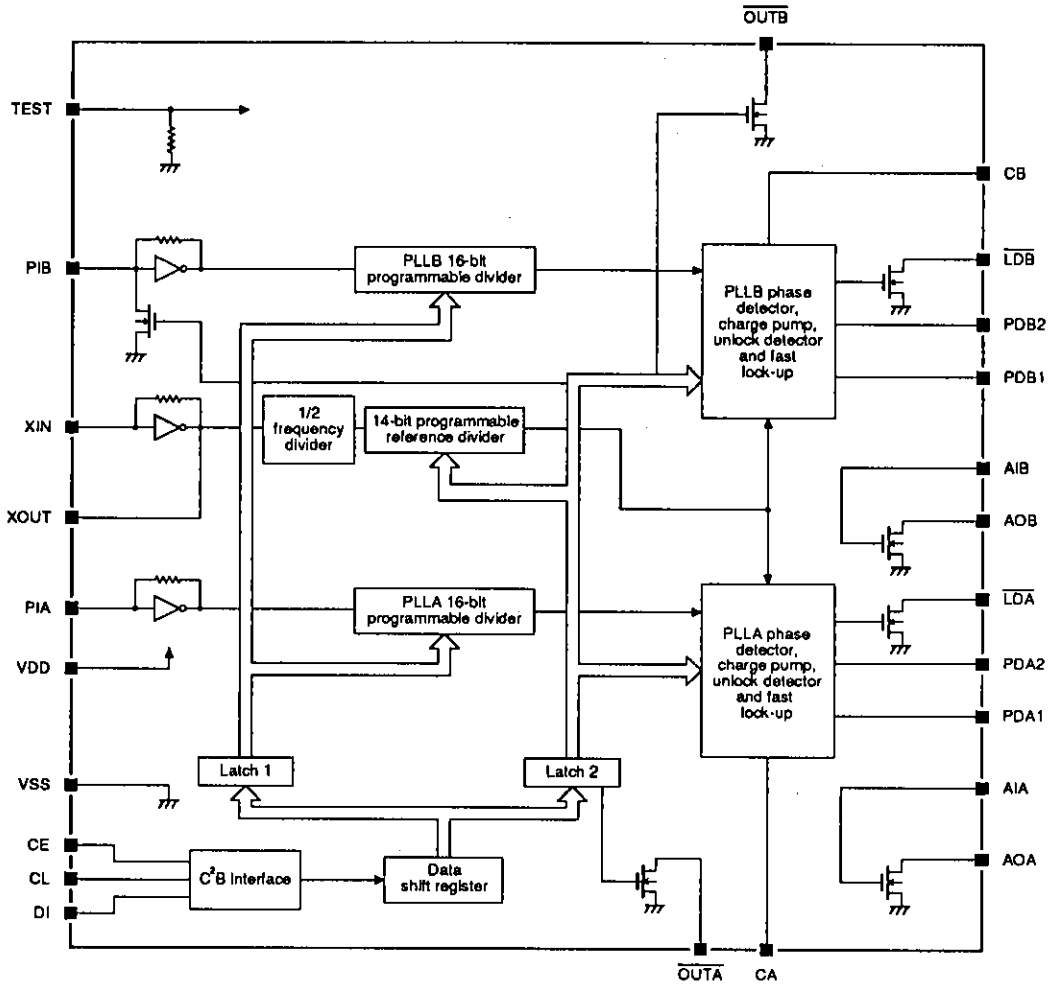 OUTB
TEST
CB
PIB
PLLB 16-bit
programmable divider
LDB
PLLB phase
detector,
charge pump,
unlock detector
and fast
lock-up
PDB2
PDB1
XIN
1/2
frequency
divider
14-bit programmable
reference divider
AIB
XOUT
AOB
PIA
PLLA 16-bit
programmable divider
LDA
PLLA phase
detector,
charge pump,
unlock detector
and fast
lock-up
VDD
PDA2
PDA1
Latch 1
Latch 2
VSS
AIA
CE
CL
DI
C²B Interface
Data
shift register
AOA
OUTA
CA